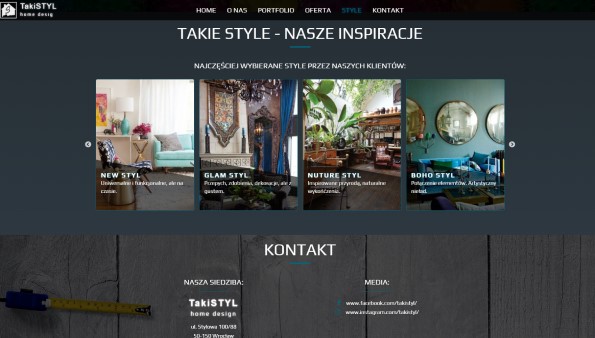 TakiSTYL
home desig
HOME O NAS PORTFOLIO OFERTA STYLE KONTAKT
TAKIE STYLE - NASZE INSPIRACJE
NAJCZĘŚCIEJ WYBIERANE STYLE PRZEZ NASZYCH KLIENTÓW:
NEW STYL
Uniwersalne i funkcjonalne, ale na
czasie.
GLAM STYL
Przepych, zdobienia, dekoracje, ale z
gustem.
NUTURE STYL
Inspirowane przyrodą, naturalne
wykończenia.
BOHO STYL
Połączenie elementów. Artystyczny
nieład.
KONTAKT
NASZA SIEDZIBA:
TakiSTYL
home design
ul. Stylowa 100/88
50-150 Wrocław
MEDIA:
www.facebook.com/takistyl/
www.instagram.com/takistyl/